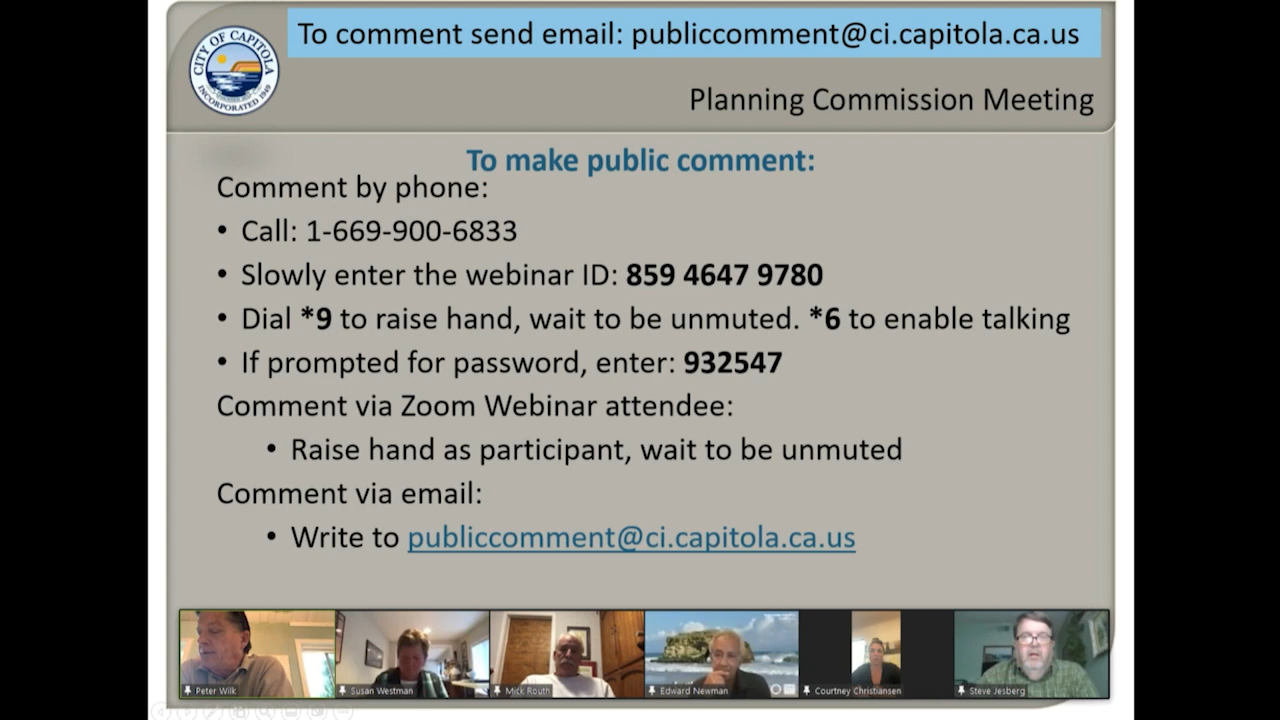 To comment send email: publiccomment@ci.capitola.ca.us
CITY OF CAPITOLA
INCORPORATED 1949
Planning Commission Meeting
To make public comment:
Comment by phone:
• Call: 1-669-900-6833
• Slowly enter the webinar ID: 859 4647 9780
• Dial *9 to raise hand, wait to be unmuted. *6 to enable talking
• If prompted for password, enter: 932547
Comment via Zoom Webinar attendee:
• Raise hand as participant, wait to be unmuted
Comment via email:
• Write to publiccomment@ci.capitola.ca.us
Peter Wilk
Susan Westman
Mick Routh
Edward Newman
Courtney Christiansen
Steve Jesberg